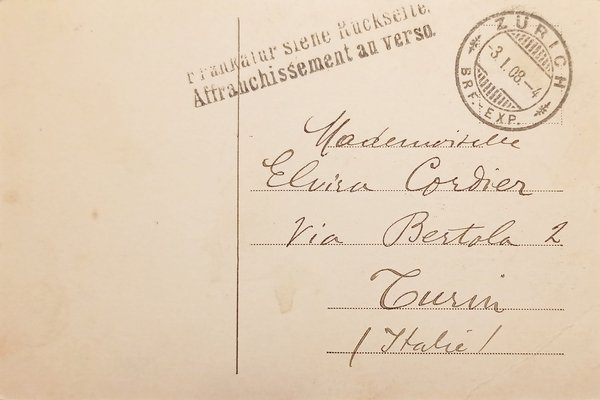 Frankatur siehe Rückseite.
Affranchissement au verso.
ZÜRICH
-3.I.08.-4
BRF.-EXP.
Mademoiselle
Elvira Cordier
Via Bertola 2
Turin
(Italie)